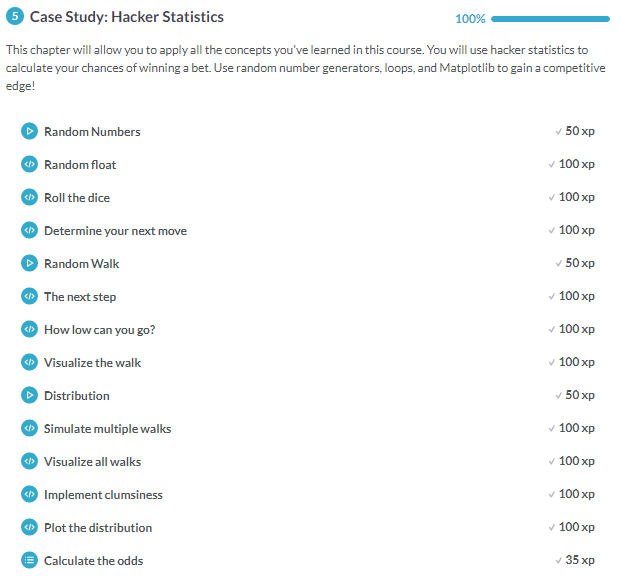 5 Case Study: Hacker Statistics 100%
This chapter will allow you to apply all the concepts you've learned in this course. You will use hacker statistics to
calculate your chances of winning a bet. Use random number generators, loops, and Matplotlib to gain a competitive
edge!
Random Numbers 50 xp
Random float 100 xp
Roll the dice 100 xp
Determine your next move 100 xp
Random Walk 50 xp
The next step 100 xp
How low can you go? 100 xp
Visualize the walk 100 xp
Distribution 50 xp
Simulate multiple walks 100 xp
Visualize all walks 100 xp
Implement clumsiness 100 xp
Plot the distribution 100 xp
Calculate the odds 35 xp